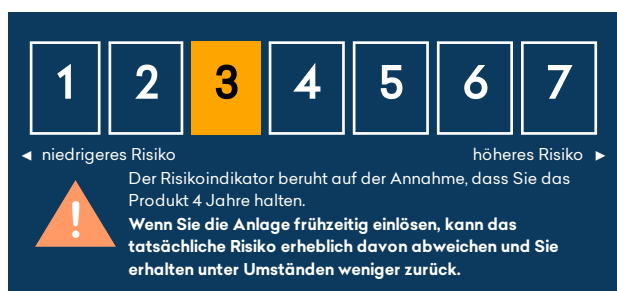 1 2 3 4 5 6 7
◄ niedrigeres Risiko höheres Risiko ►
Der Risikoindikator beruht auf der Annahme, dass Sie das
Produkt 4 Jahre halten.
Wenn Sie die Anlage frühzeitig einlösen, kann das
tatsächliche Risiko erheblich davon abweichen und Sie
erhalten unter Umständen weniger zurück.